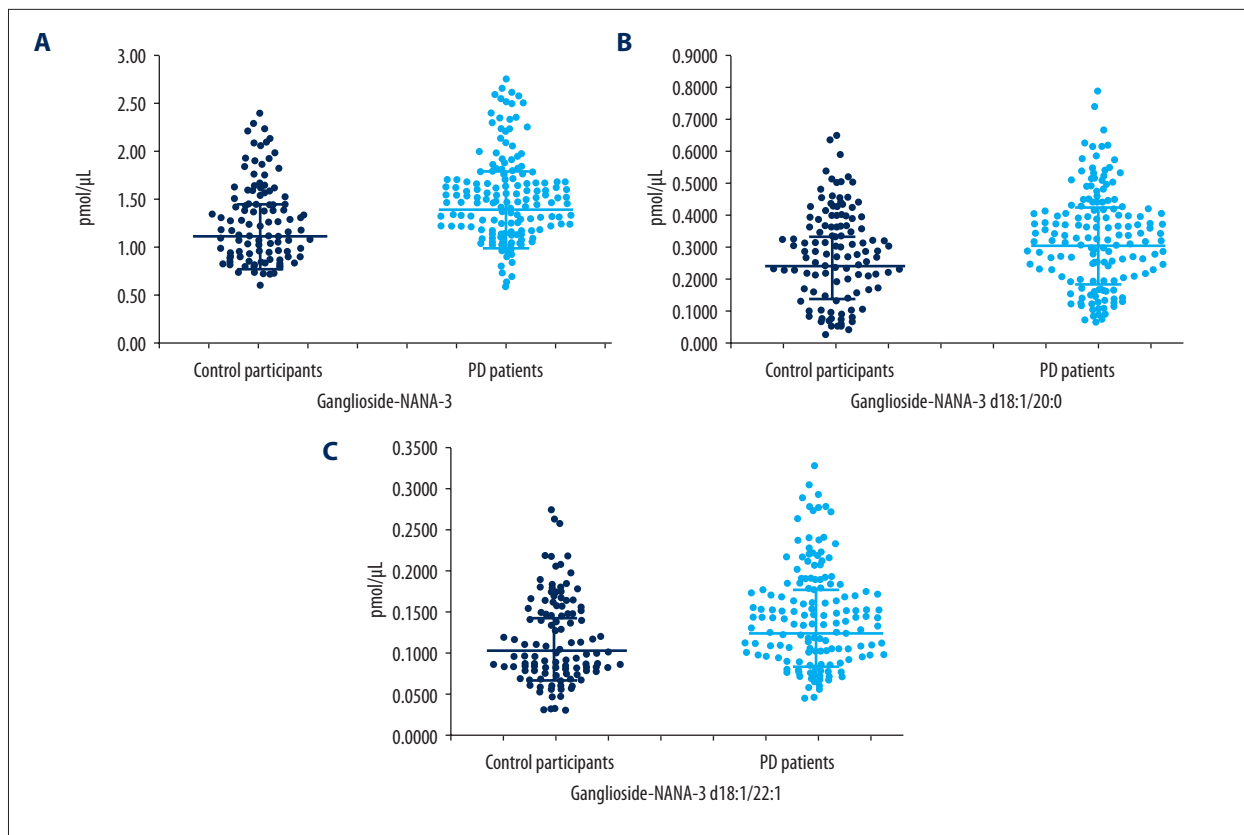 A
pmol/μL
3.00
2.50
2.00
1.50
1.00
0.50
0.00
Control participants
PD patients
Ganglioside-NANA-3
B
pmol/μL
0.9000
0.8000
0.7000
0.6000
0.5000
0.4000
0.3000
0.2000
0.1000
0.000
Control participants
PD patients
Ganglioside-NANA-3 d18:1/20:0
C
pmol/μL
0.3500
0.3000
0.2500
0.2000
0.1500
0.1000
0.0500
0.0000
Control participants
PD patients
Ganglioside-NANA-3 d18:1/22:1